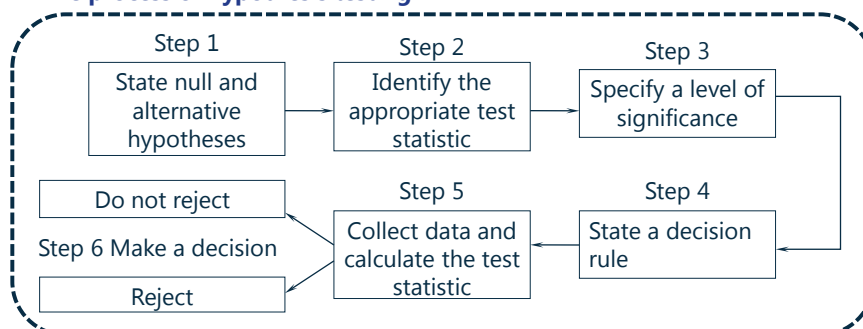 Step 1
State null and
alternative
hypotheses
Step 2
Identify the
appropriate test
statistic
Step 3
Specify a level of
significance
Step 4
State a decision
rule
Step 5
Collect data and
calculate the test
statistic
Do not reject
Step 6 Make a decision
Reject